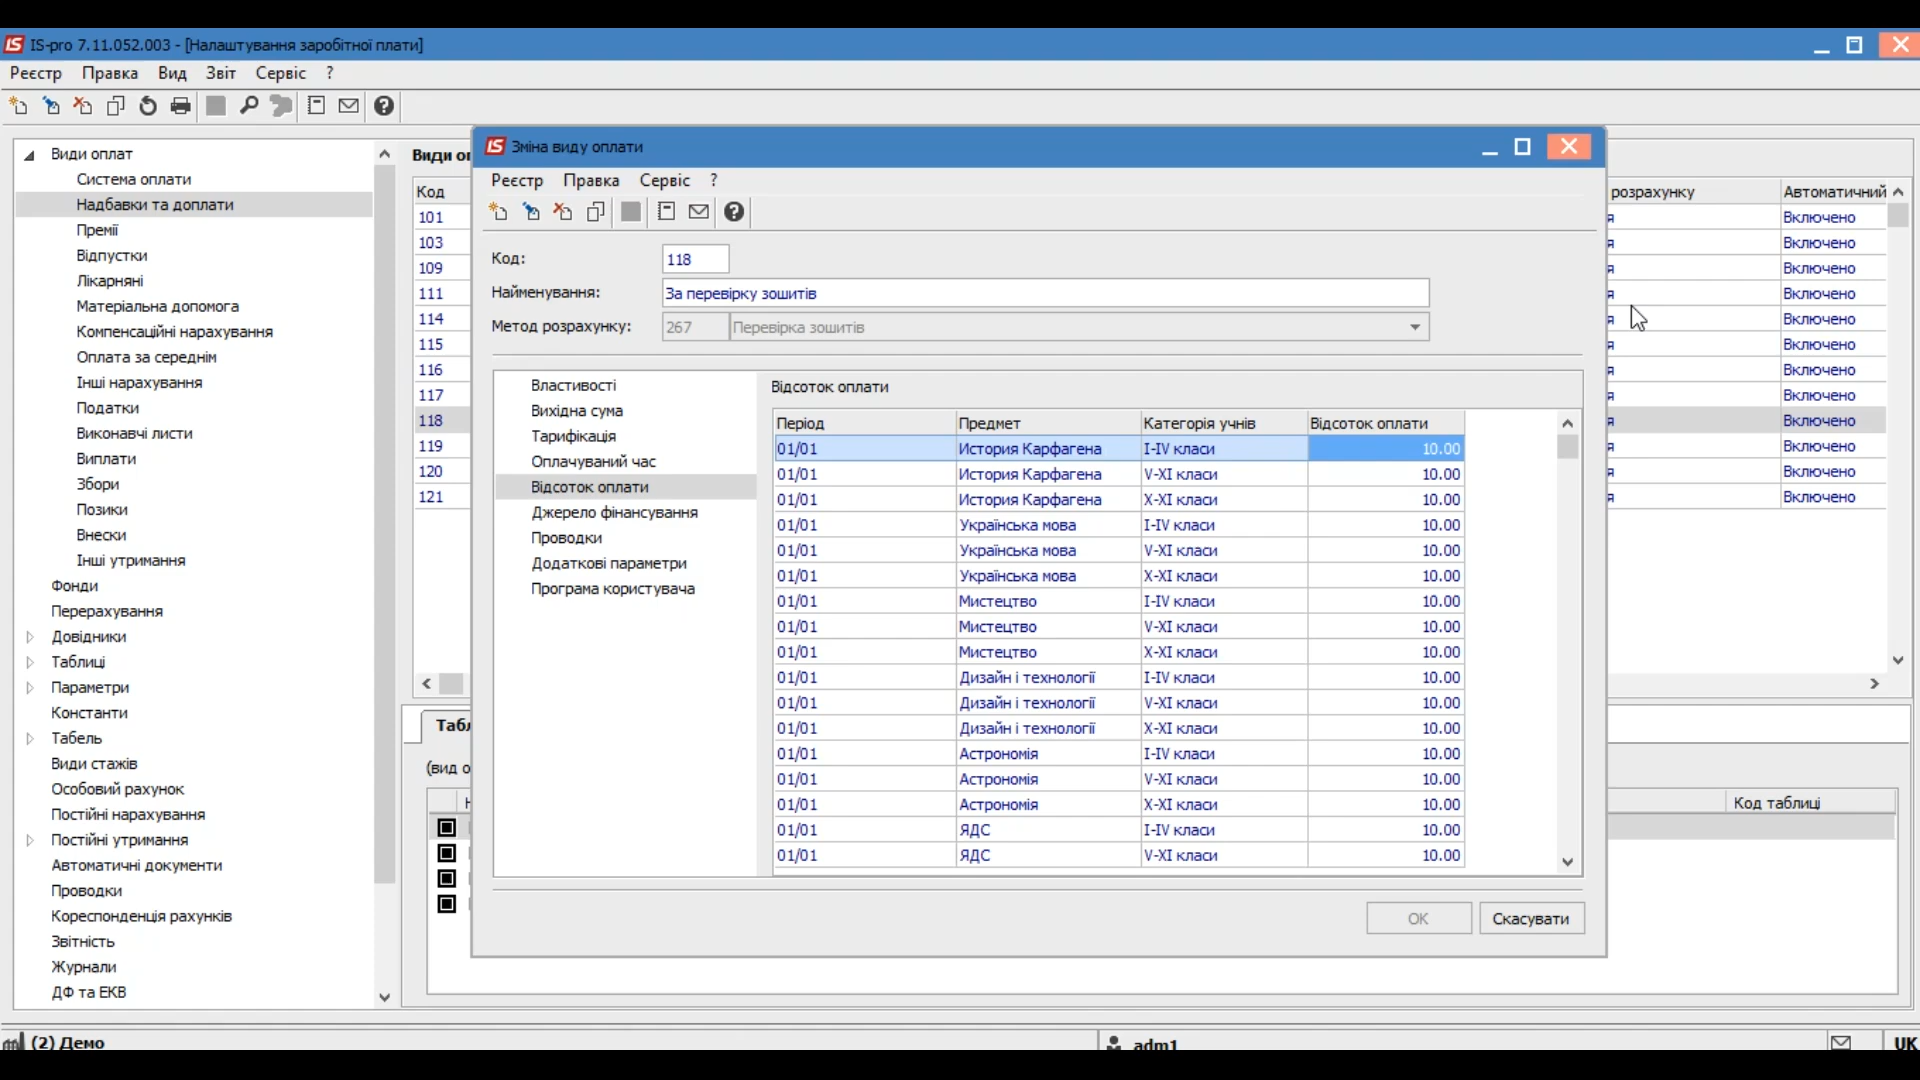 IS-pro 7.11.052.003 - [Налаштування заробітної плати]
Реєстр Правка Вид Звіт Сервіс ?
Види оплат
Система оплати
Надбавки та доплати
Премії
Відпустки
Лікарняні
Матеріальна допомога
Компенсаційні нарахування
Оплата за середнім
Інші нарахування
Податки
Виконавчі листи
Виплати
Збори
Позики
Внески
Інші утримання
Фонди
Перерахування
Довідники
Таблиці
Параметри
Константи
Табель
Види стажів
Особовий рахунок
Постійні нарахування
Постійні утримання
Автоматичні документи
Проводки
Кореспонденція рахунків
Звітність
Журнали
ДФ та ЕКВ
Види
Код
101
103
109
111
114
115
116
117
118
119
120
121
(вид
Зміна виду оплати
Реєстр Правка Сервіс ?
Код: 118
Найменування: За перевірку зошитів
Метод розрахунку: 267 Перевірка зошитів
Властивості
Вихідна сума
Тарифікація
Оплачуваний час
Відсоток оплати
Джерело фінансування
Проводки
Додаткові параметри
Програма користувача
Відсоток оплати
Період Предмет Категорія учнів Відсоток оплати
01/01 История Карфагена I-IV класи 10.00
01/01 История Карфагена V-XI класи 10.00
01/01 История Карфагена X-XI класи 10.00
01/01 Українська мова I-IV класи 10.00
01/01 Українська мова V-XI класи 10.00
01/01 Українська мова X-XI класи 10.00
01/01 Мистецтво I-IV класи 10.00
01/01 Мистецтво V-XI класи 10.00
01/01 Мистецтво X-XI класи 10.00
01/01 Дизайн і технології I-IV класи 10.00
01/01 Дизайн і технології V-XI класи 10.00
01/01 Дизайн і технології X-XI класи 10.00
01/01 Астрономія I-IV класи 10.00
01/01 Астрономія V-XI класи 10.00
01/01 Астрономія X-XI класи 10.00
01/01 ЯДС I-IV класи 10.00
01/01 ЯДС V-XI класи 10.00
OK Скасувати
розрахунку Автоматичний
я Включено
я Включено
я Включено
я Включено
я Включено
я Включено
я Включено
я Включено
я Включено
я Включено
я Включено
я Включено
Код таблиці
(2) Демо
adm1
UK